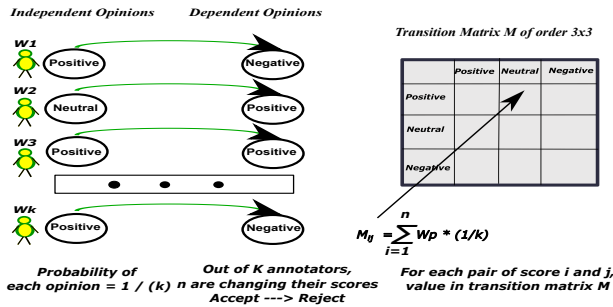 Independent Opinions
Dependent Opinions
Transition Matrix M of order 3x3
W1
Positive
Negative
W2
Neutral
Positive
W3
Positive
Positive
Wk
Positive
Negative
Positive Neutral Negative
Positive
Neutral
Negative
n
M_ij = ∑ Wp * (1/k)
i=1
Probability of
each opinion = 1 / (k)
Out of K annotators,
n are changing their scores
Accept ---> Reject
For each pair of score i and j,
value in transition matrix M